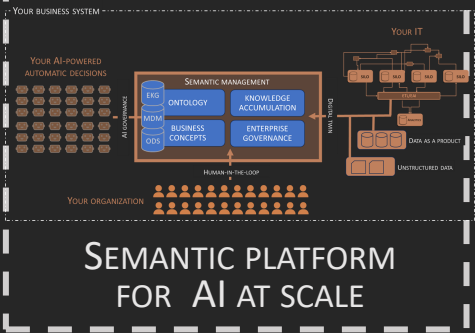 Your business system
Your IT
Your AI-powered
automatic decisions
Semantic management
EKG
MDM
ODS
ontology
Knowledge
accumulation
Business
concepts
Enterprise
governance
AI governance
Digital twin
Data as a product
Unstructured data
Human-in-the-loop
Your organization
Semantic platform
for AI at scale